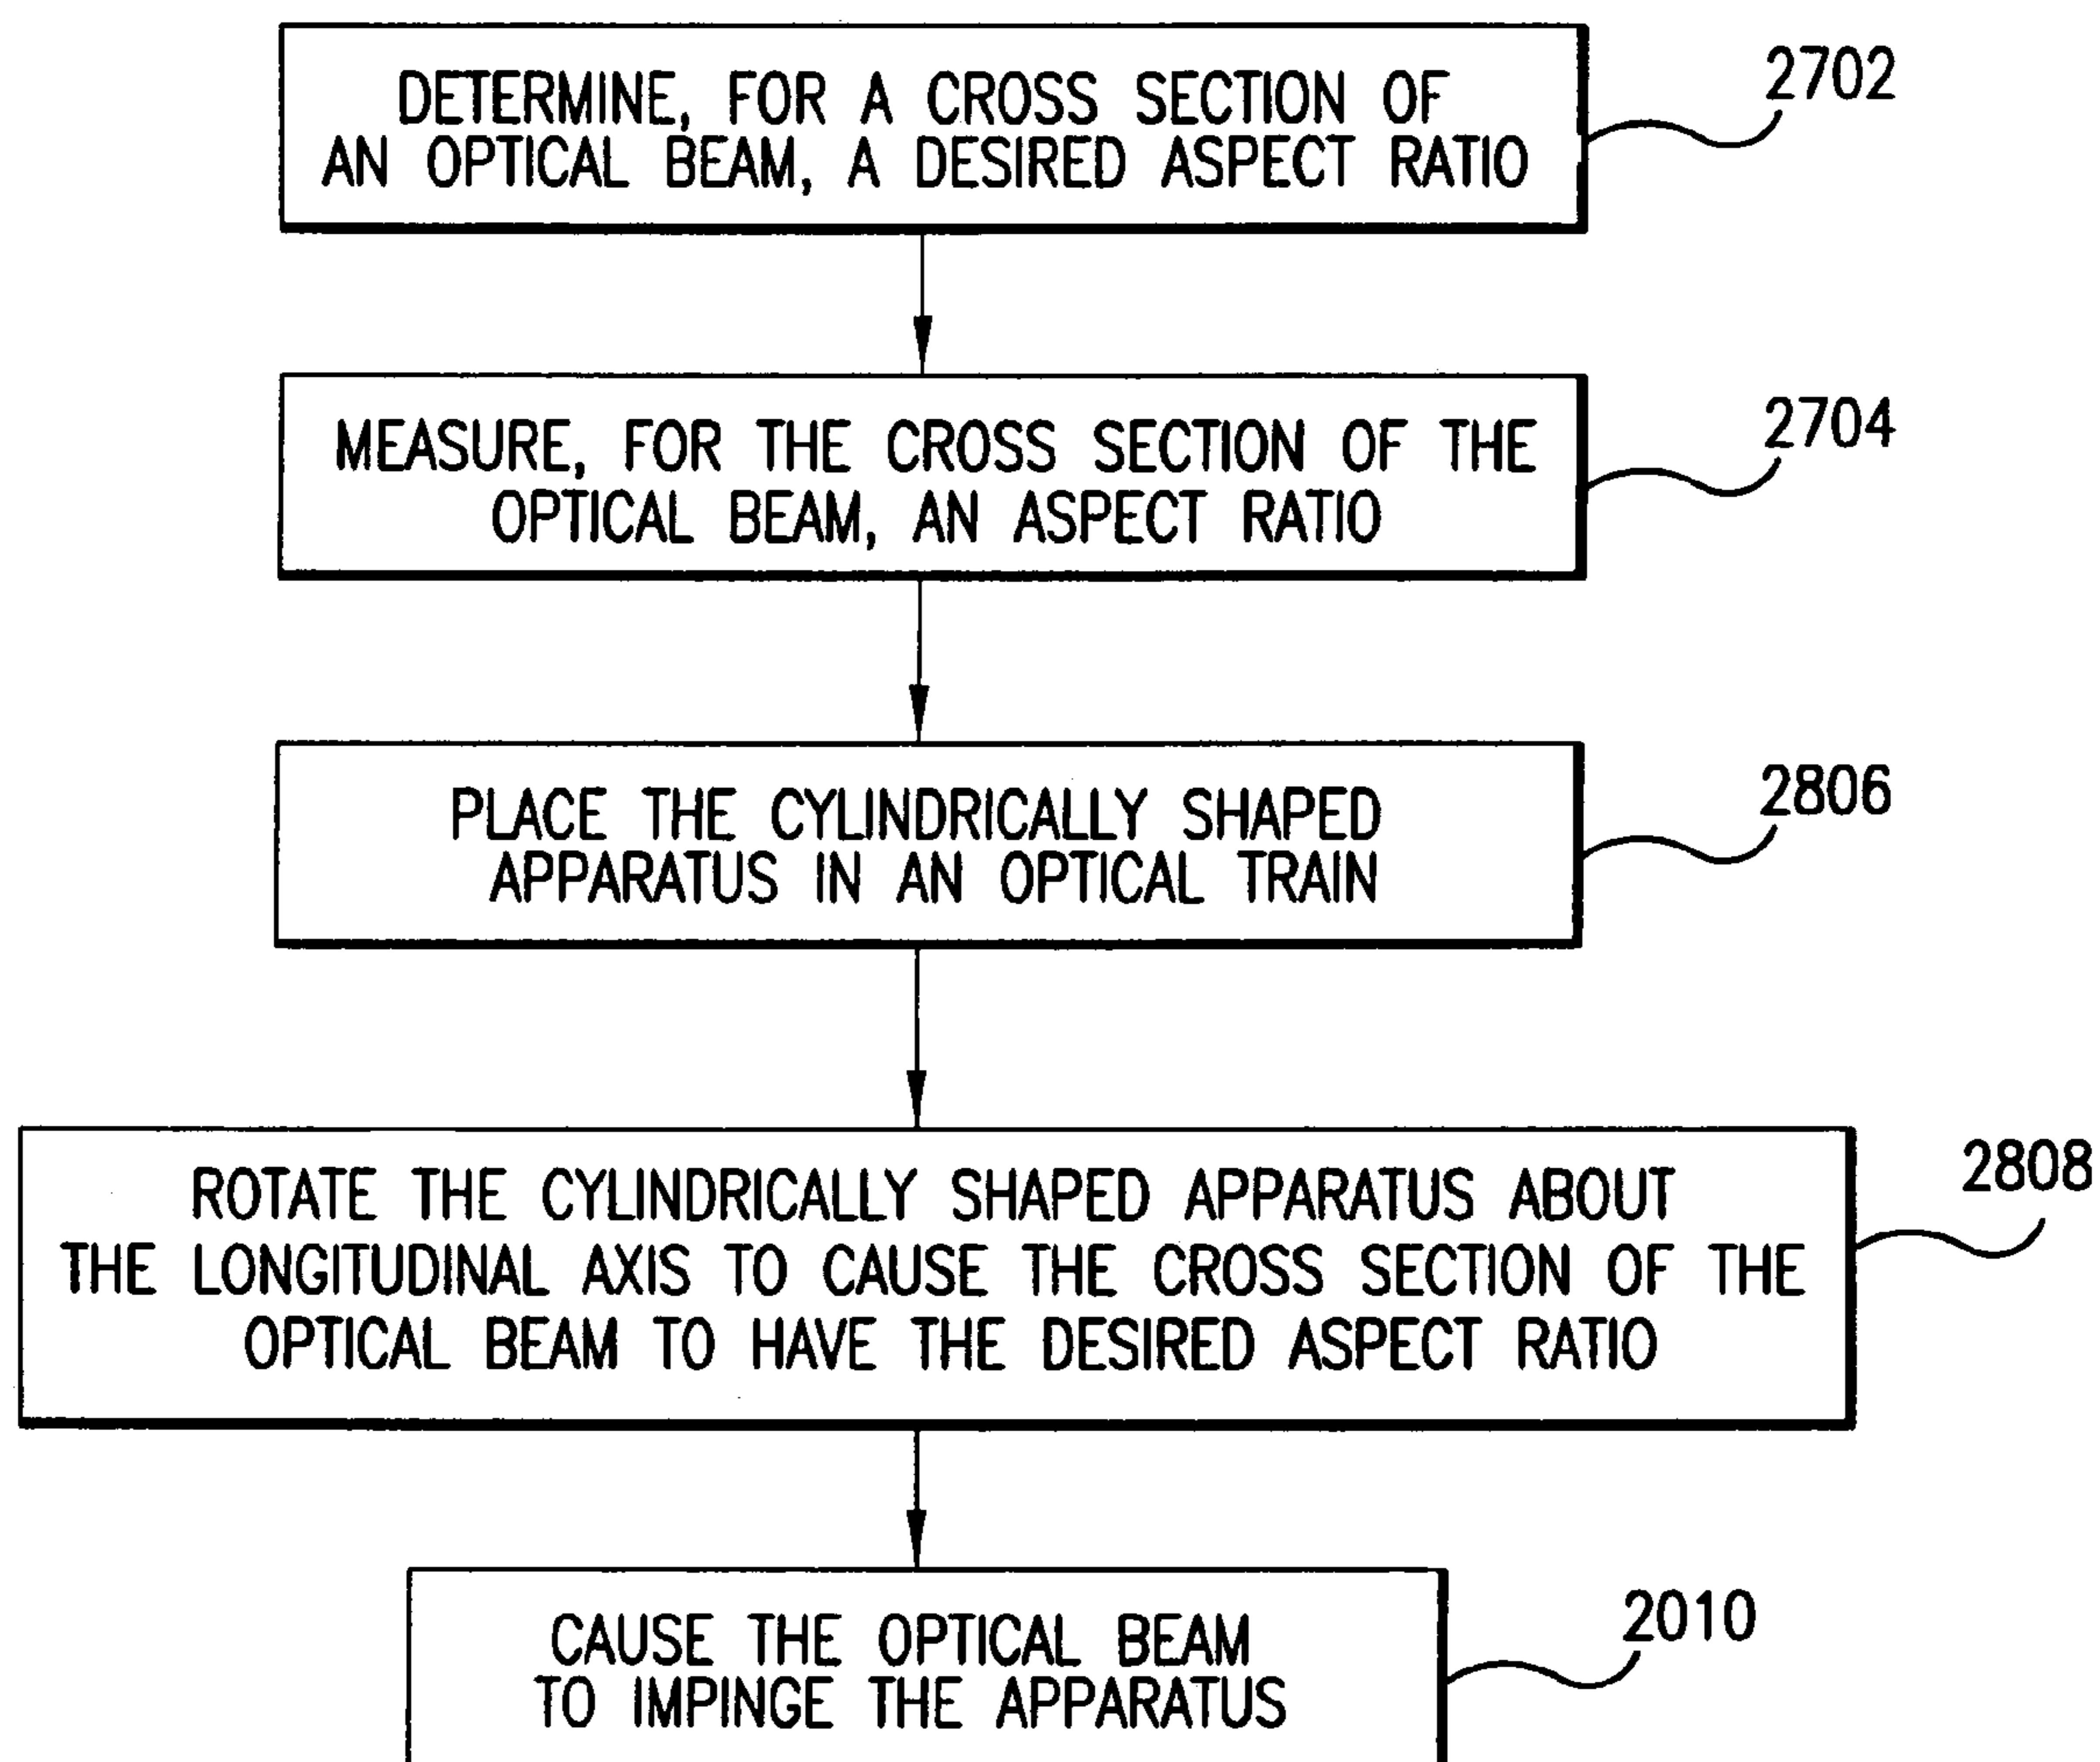 DETERMINE, FOR A CROSS SECTION OF
AN OPTICAL BEAM, A DESIRED ASPECT RATIO
2702
MEASURE, FOR THE CROSS SECTION OF THE
OPTICAL BEAM, AN ASPECT RATIO
2704
PLACE THE CYLINDRICALLY SHAPED
APPARATUS IN AN OPTICAL TRAIN
2806
ROTATE THE CYLINDRICALLY SHAPED APPARATUS ABOUT
THE LONGITUDINAL AXIS TO CAUSE THE CROSS SECTION OF THE
OPTICAL BEAM TO HAVE THE DESIRED ASPECT RATIO
2808
CAUSE THE OPTICAL BEAM
TO IMPINGE THE APPARATUS
2010